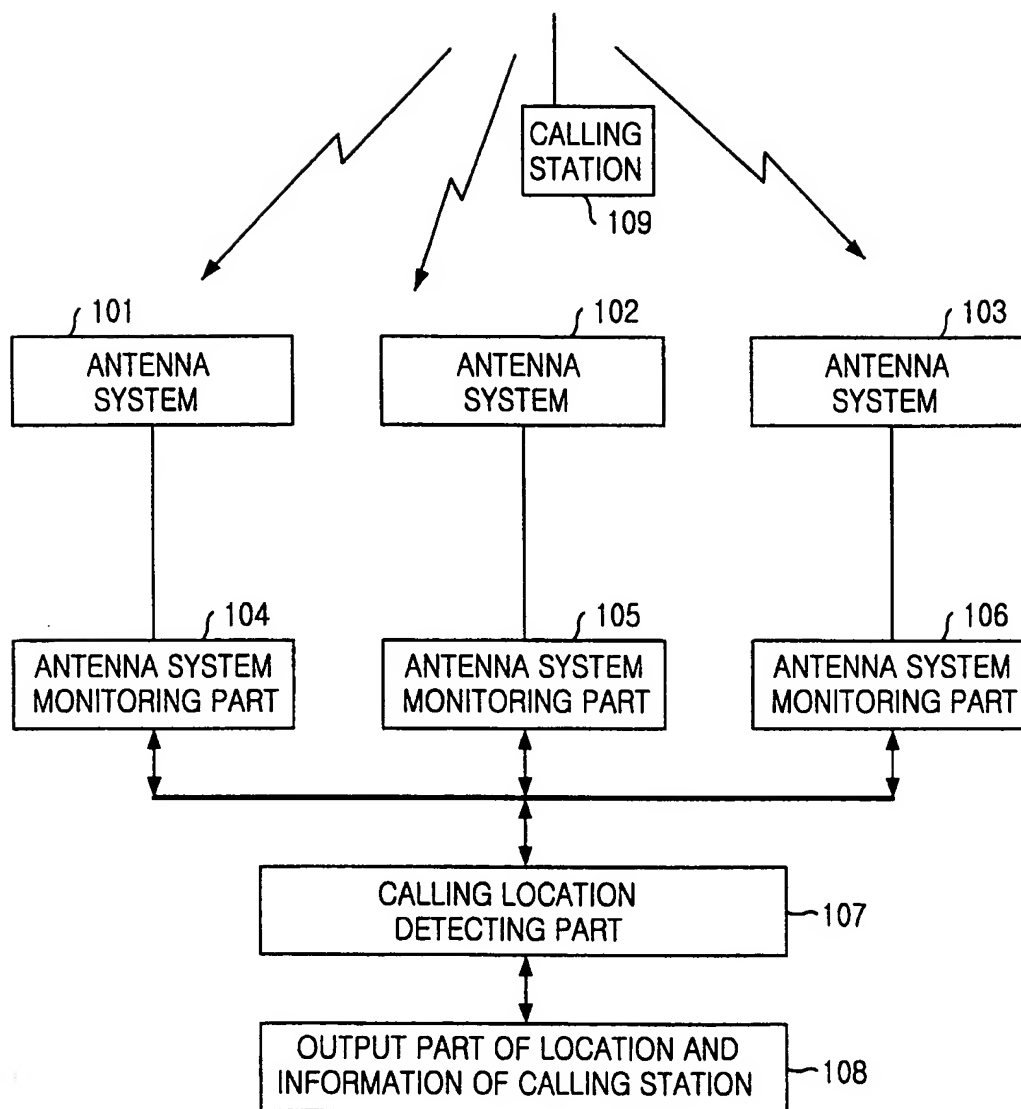 CALLING
STATION
109
101
102
103
ANTENNA
SYSTEM
ANTENNA
SYSTEM
ANTENNA
SYSTEM
104
105
106
ANTENNA SYSTEM
MONITORING PART
ANTENNA SYSTEM
MONITORING PART
ANTENNA SYSTEM
MONITORING PART
CALLING LOCATION
DETECTING PART
107
OUTPUT PART OF LOCATION AND
INFORMATION OF CALLING STATION
108